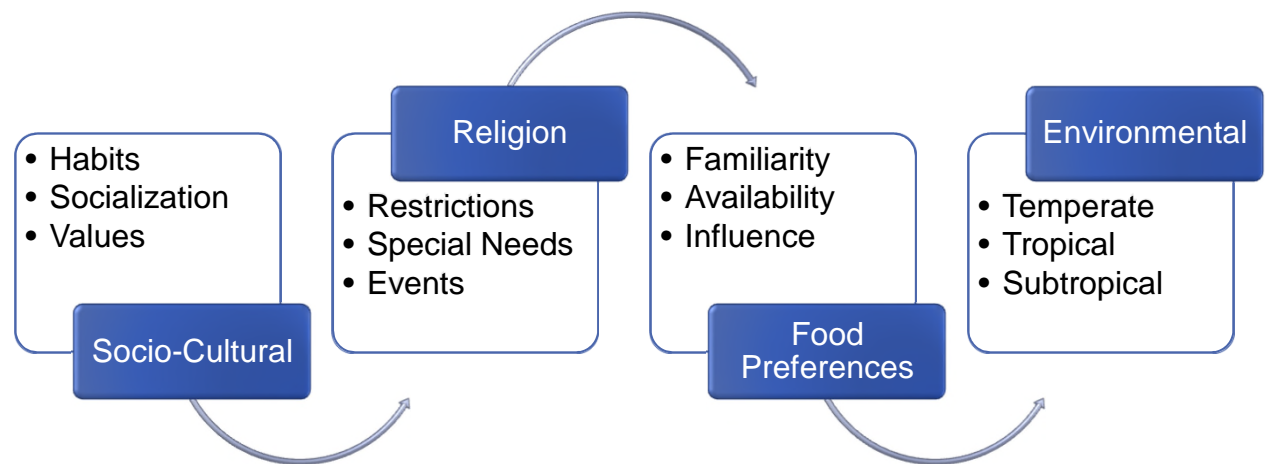 • Habits
• Socialization
• Values
Socio-Cultural
Religion
• Restrictions
• Special Needs
• Events
• Familiarity
• Availability
• Influence
Food
Preferences
Environmental
• Temperate
• Tropical
• Subtropical